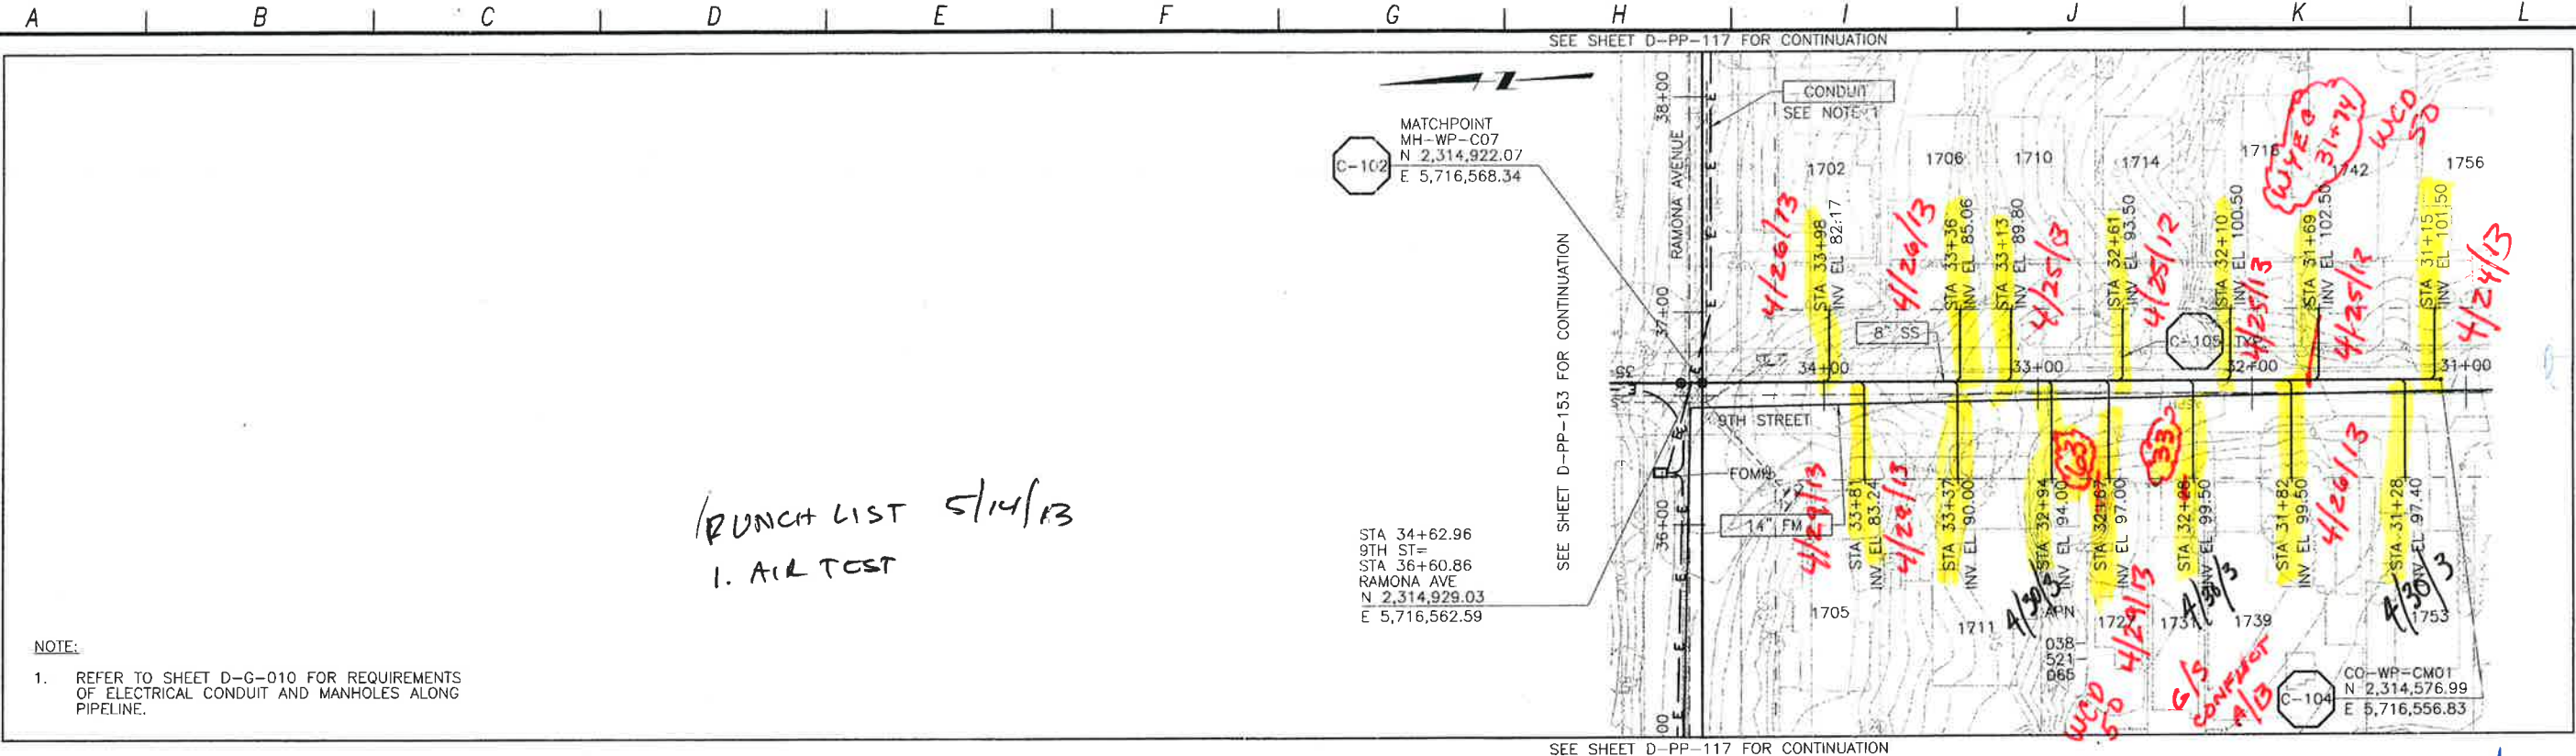 A B C D E F G H I J K L
SEE SHEET D-PP-117 FOR CONTINUATION
MATCHPOINT
MH-WP-C07
N 2,314,922.07
E 5,716,568.34
C-102
38+00
RAMONA AVENUE
37+00
36+00
CONDUIT
SEE NOTE 1
SEE SHEET D-PP-153 FOR CONTINUATION
1702
1706
1710
1714
1718
1742
1756
WYE @
31+74
WCD
50
4/26/13
STA 33+98
INV EL 82.17
4/26/13
STA 33+36
INV EL 85.06
STA 33+13
INV EL 89.80
4/25/13
STA 32+61
INV EL 93.50
4/25/12
STA 32+10
INV EL 100.50
4/25/13
STA 31+69
INV EL 102.50
4/25/13
STA 31+15
INV EL 101.50
4/24/13
8" SS
C-105 TYP
34+00
33+00
32+00
31+00
SS
9TH STREET
FOMH
14" FM
STA 34+62.96
9TH ST=
STA 36+60.86
RAMONA AVE
N 2,314,929.03
E 5,716,562.59
4/29/13
STA 33+81
INV EL 83.24
4/29/13
STA 33+37
INV EL 90.00
STA 32+94
INV EL 94.00
4/30/3
63
STA 32+67
INV EL 97.00
4/29/13
33
STA 32+28
INV EL 99.50
4/30/3
STA 31+82
INV EL 99.50
4/26/13
STA 31+28
INV EL 97.40
4/30/3
1705
1711
APN
038-
521-
065
1727
1731
1739
1753
WCD
50
G/S
CONFLICT
A/13
C-104
CO-WP-CM01
N 2,314,576.99
E 5,716,556.83
PUNCH LIST 5/14/13
1. AIR TEST
NOTE:
1. REFER TO SHEET D-G-010 FOR REQUIREMENTS
OF ELECTRICAL CONDUIT AND MANHOLES ALONG
PIPELINE.
SEE SHEET D-PP-117 FOR CONTINUATION